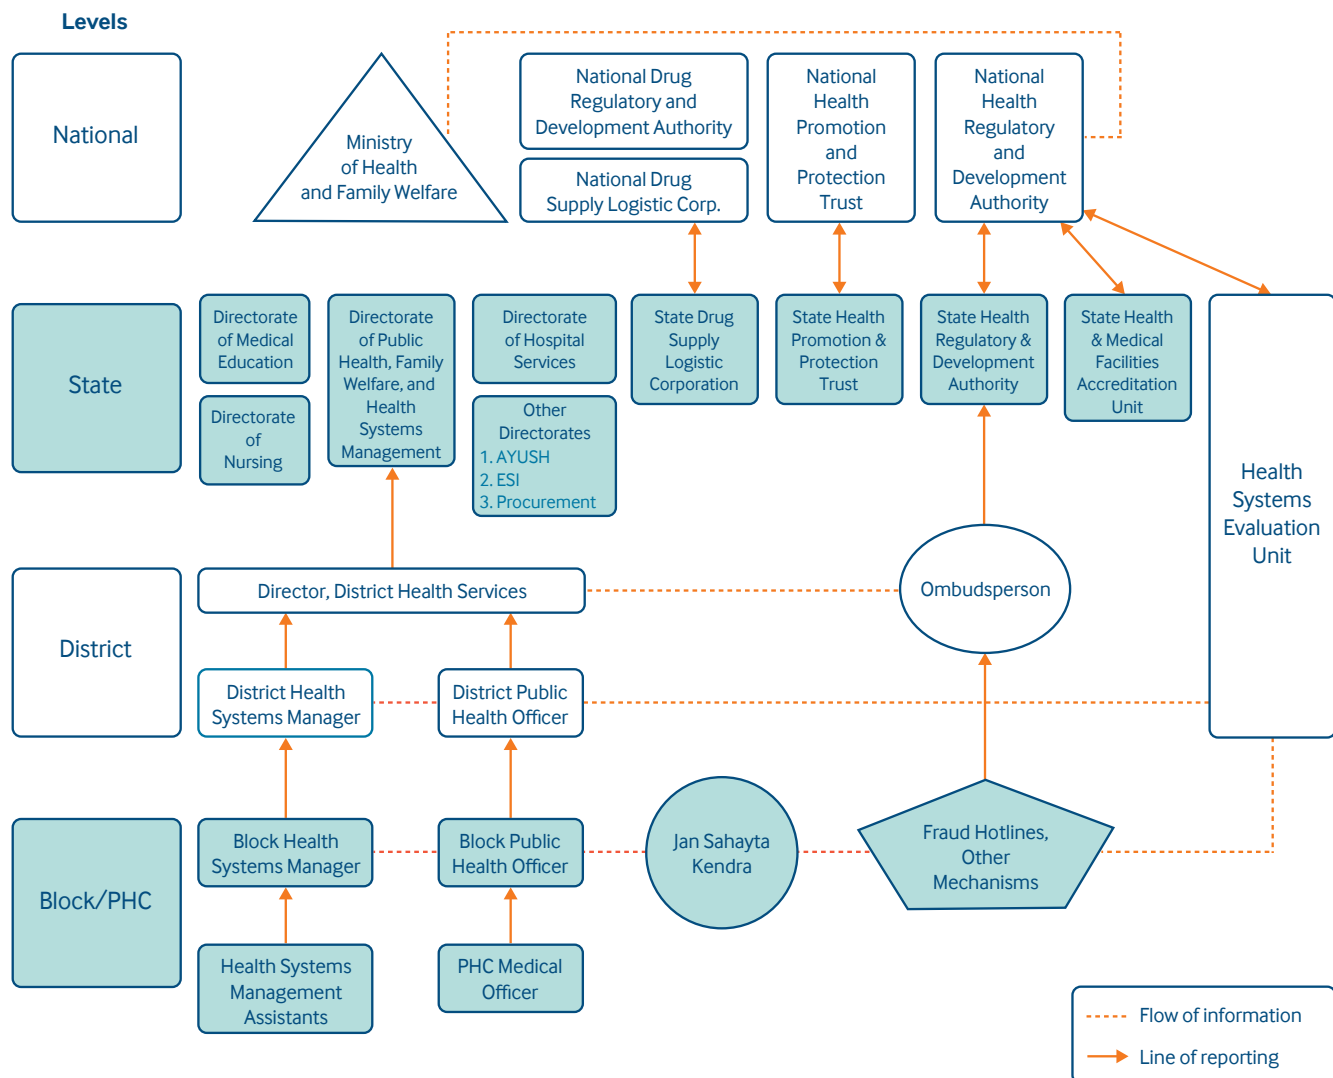 Levels
National
Ministry
of Health
and Family Welfare
National Drug
Regulatory and
Development Authority
National Drug
Supply Logistic Corp.
National
Health
Promotion
and
Protection
Trust
National
Health
Regulatory
and
Development
Authority
State
Directorate
of Medical
Education
Directorate
of
Nursing
Directorate
of Public
Health, Family
Welfare, and
Health
Systems
Management
Directorate
of Hospital
Services
Other
Directorates
1. AYUSH
2. ESI
3. Procurement
State Drug
Supply
Logistic
Corporation
State Health
Promotion &
Protection
Trust
State Health
Regulatory &
Development
Authority
State Health
& Medical
Facilities
Accreditation
Unit
Health
Systems
Evaluation
Unit
District
Director, District Health Services
Ombudsperson
District Health
Systems Manager
District Public
Health Officer
Block/PHC
Block Health
Systems Manager
Block Public
Health Officer
Jan Sahayta
Kendra
Fraud Hotlines,
Other
Mechanisms
Health Systems
Management
Assistants
PHC Medical
Officer
Flow of information
Line of reporting